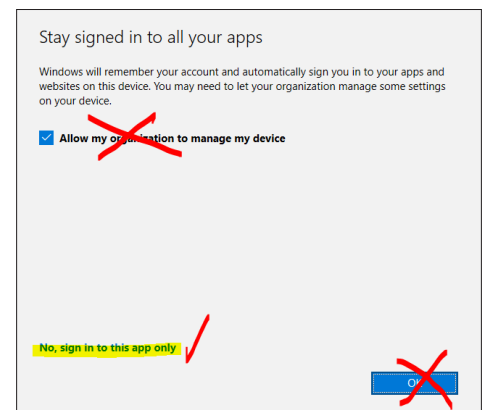 Stay signed in to all your apps
Windows will remember your account and automatically sign you in to your apps and
websites on this device. You may need to let your organization manage some settings
on your device.
Allow my organization to manage my device
No, sign in to this app only
OK